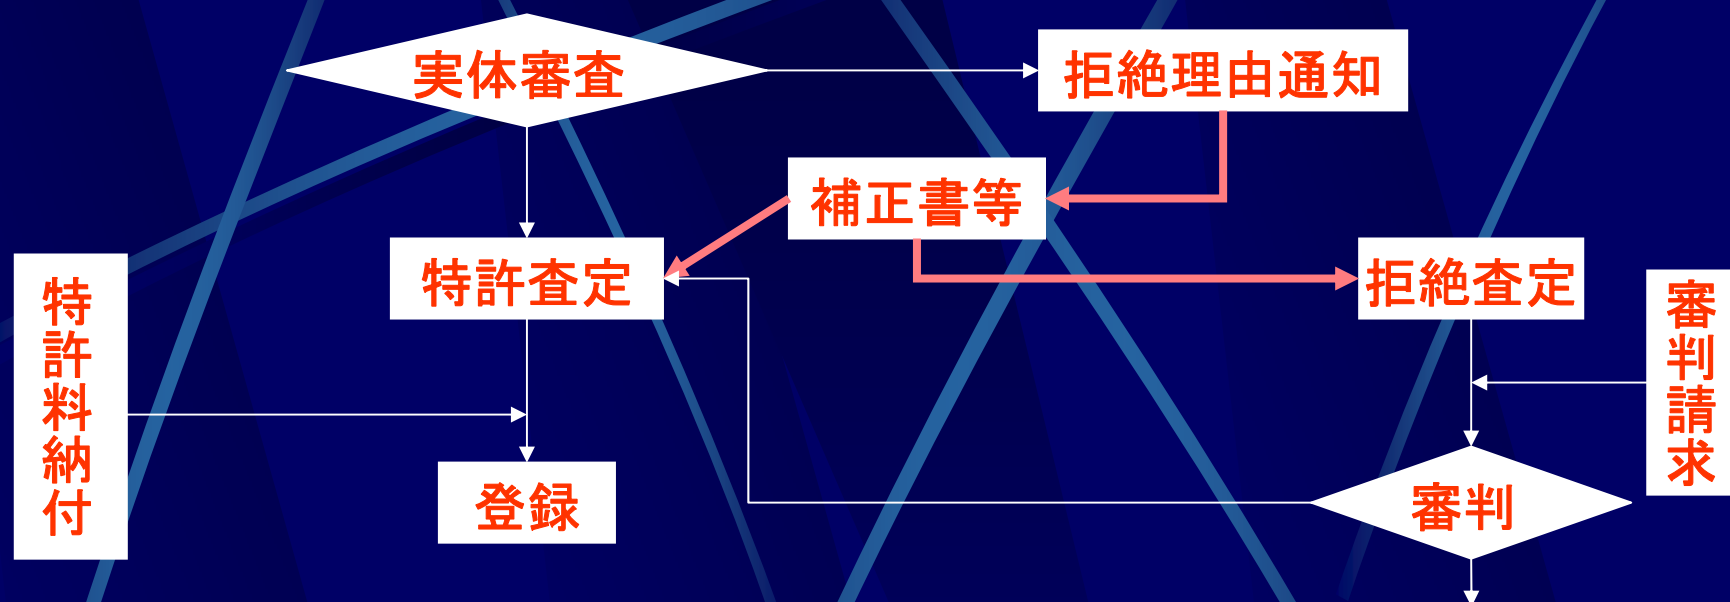 実体審査
拒絶理由通知
補正書等
特許査定
拒絶査定
特許料納付
審判請求
登録
審判